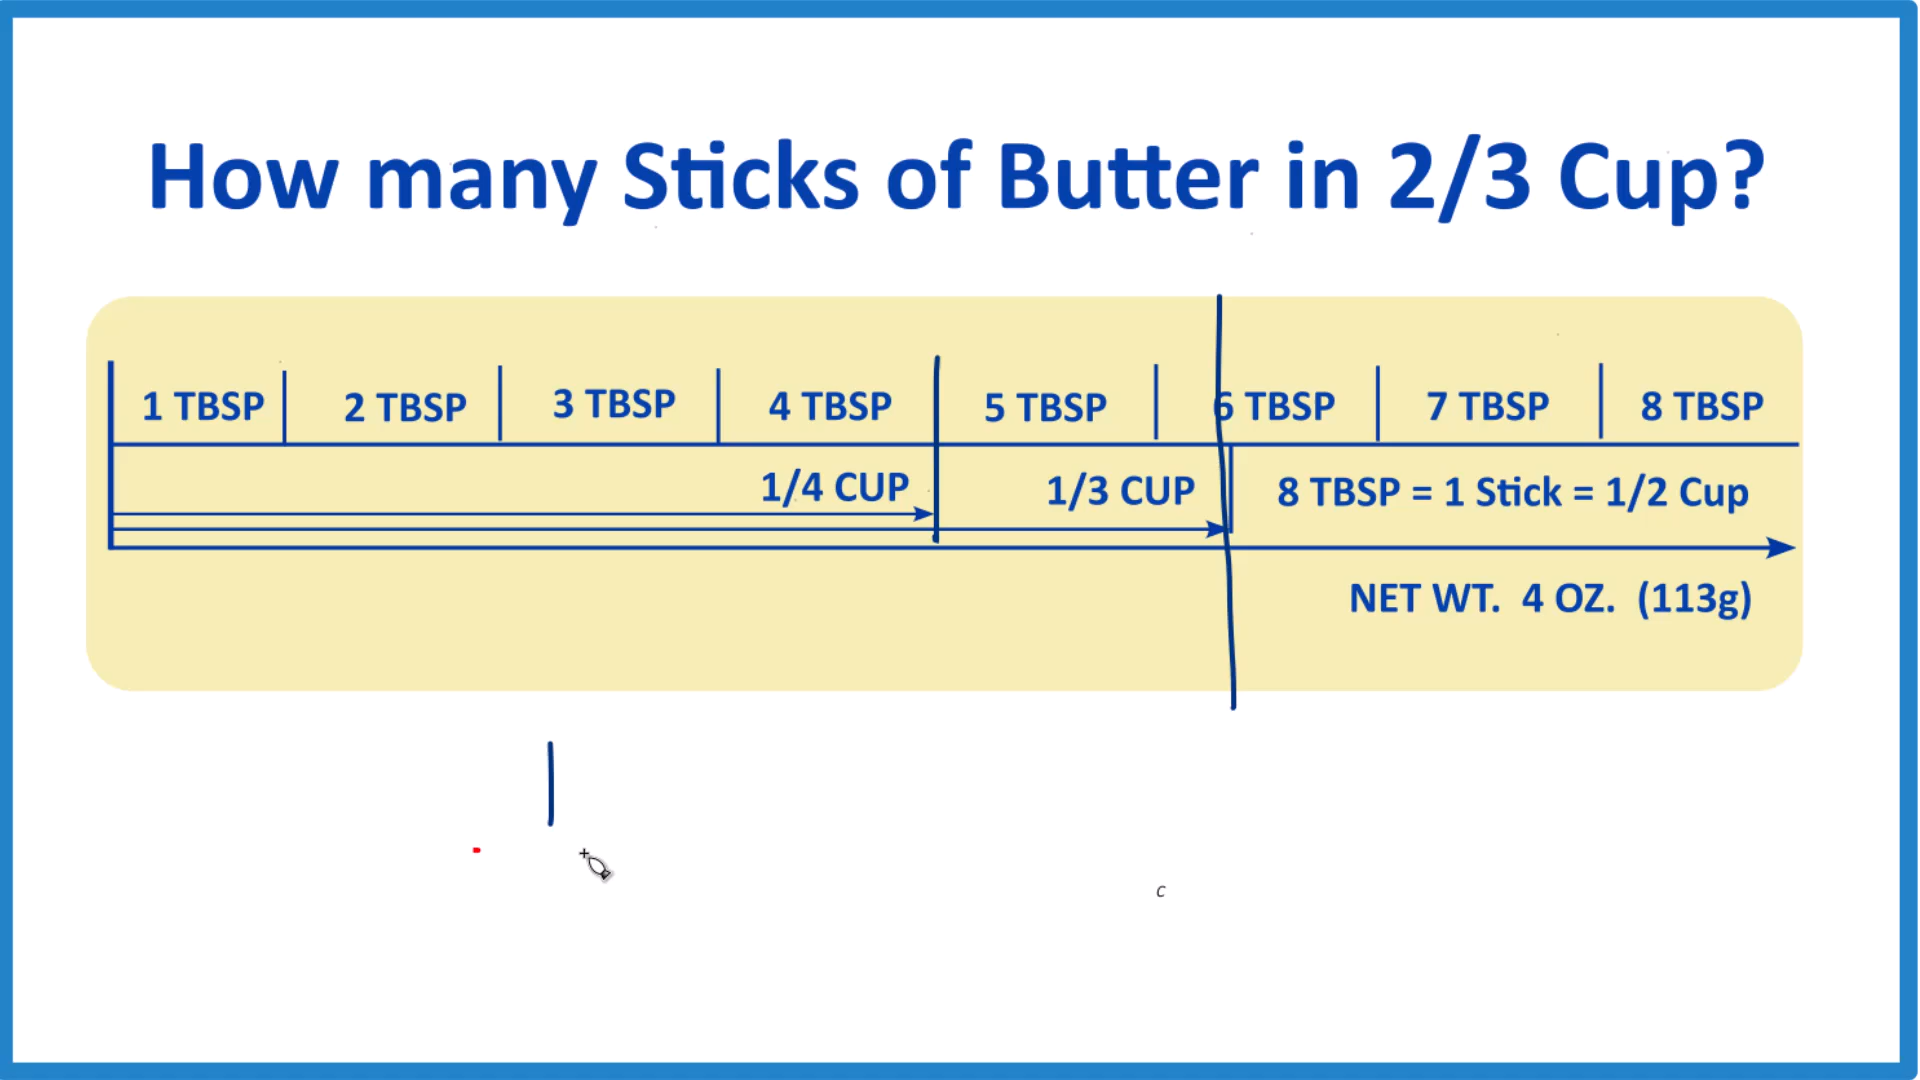 How many Sticks of Butter in 2/3 Cup?
1 TBSP 2 TBSP 3 TBSP 4 TBSP 5 TBSP 6 TBSP 7 TBSP 8 TBSP
1/4 CUP 1/3 CUP 8 TBSP = 1 Stick = 1/2 Cup
NET WT. 4 OZ. (113g)
c